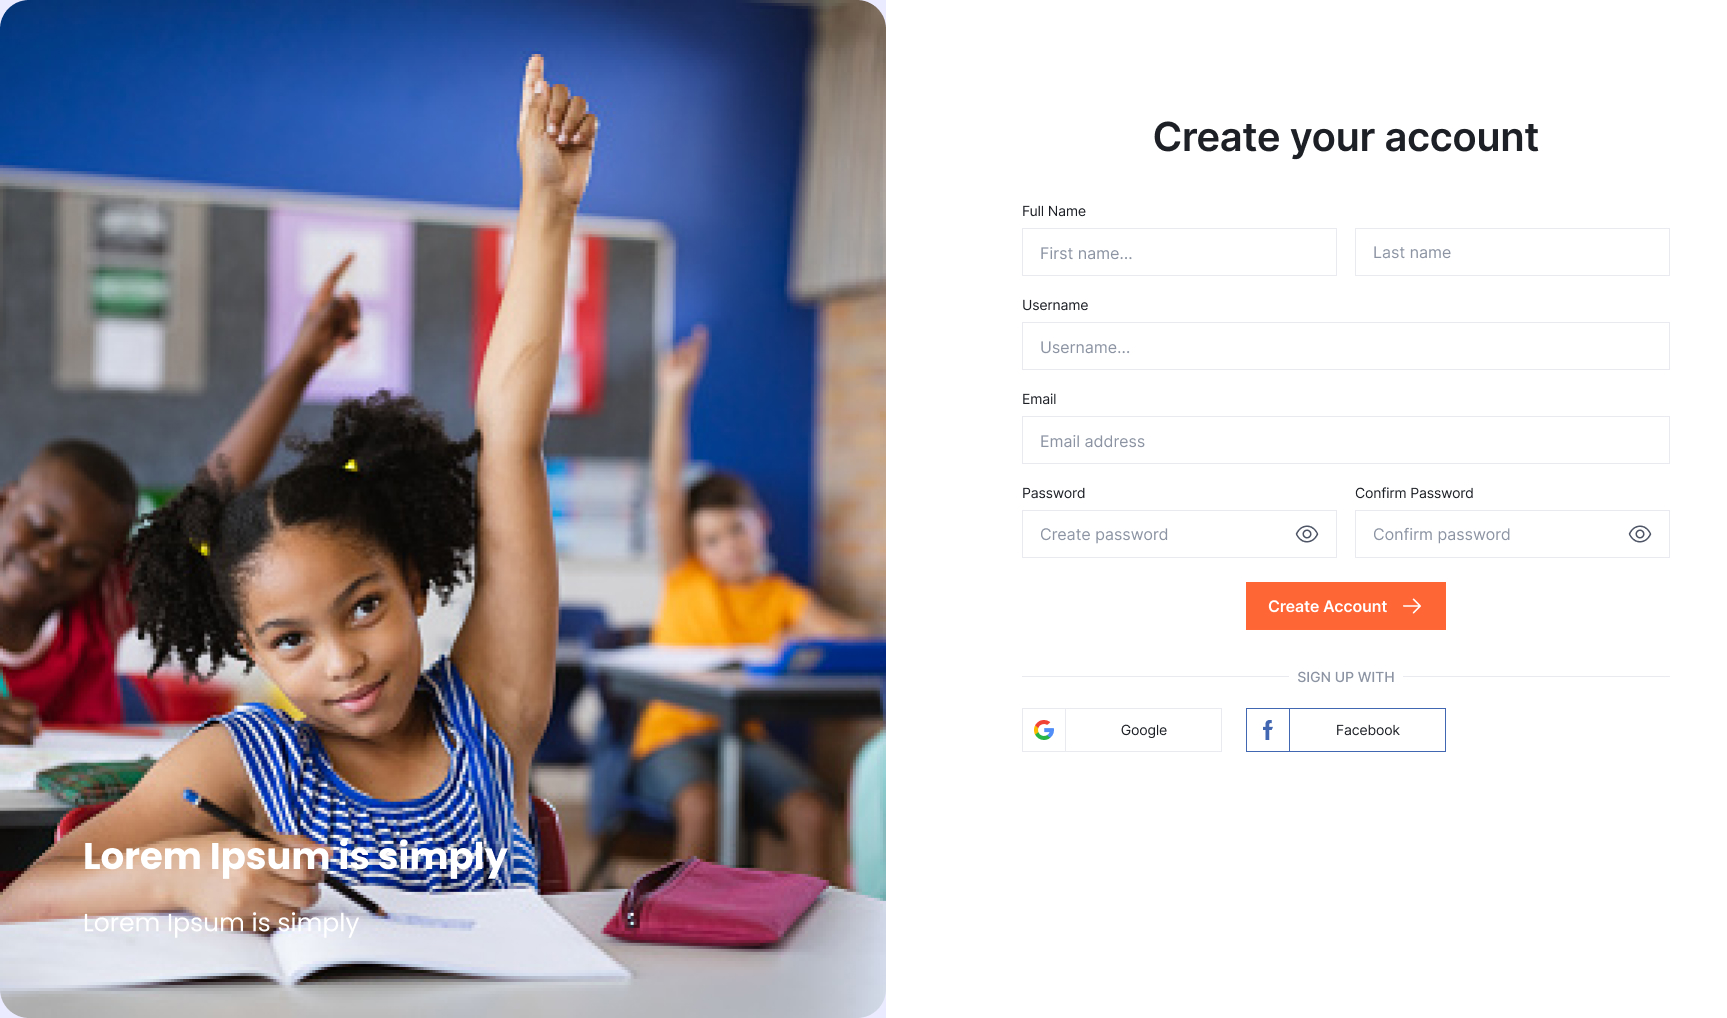 Lorem Ipsum is simply
Lorem Ipsum is simply
Create your account
Full Name
First name...
Last name
Username
Username...
Email
Email address
Password
Confirm Password
Create password
Confirm password
Create Account
SIGN UP WITH
Google
Facebook